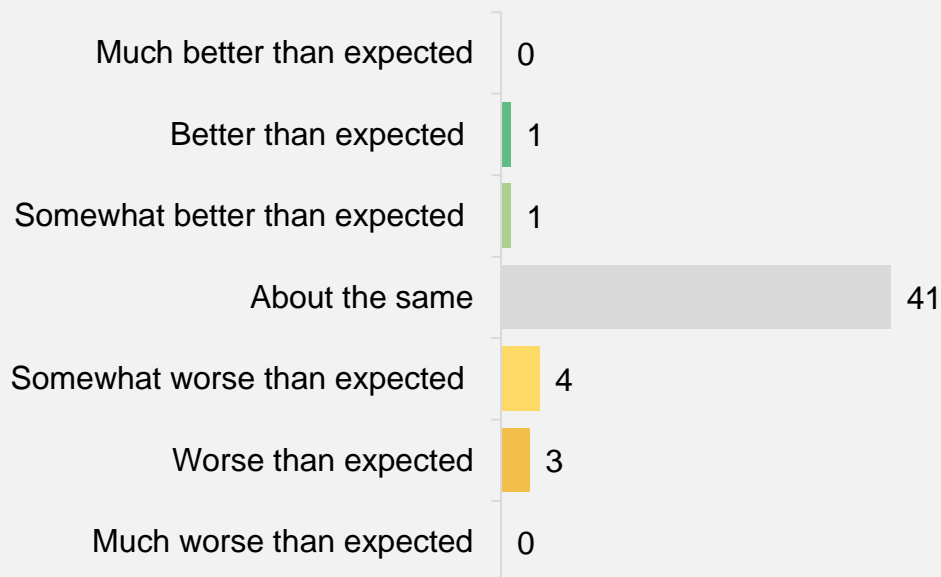 Much better than expected 0
Better than expected 1
Somewhat better than expected 1
About the same 41
Somewhat worse than expected 4
Worse than expected 3
Much worse than expected 0